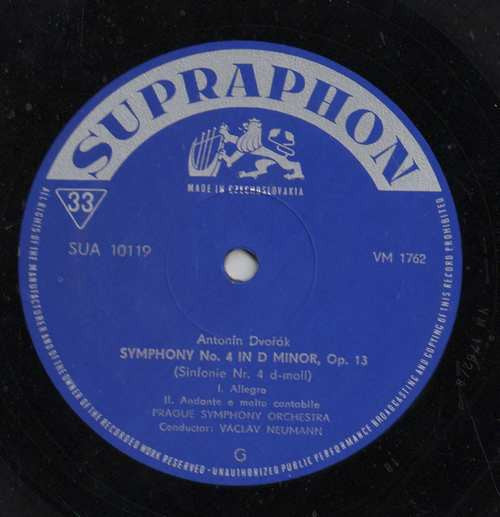 SUPRAPHON
MADE IN CZECHOSLOVAKIA
33
SUA 10119
VM 1762
Antonín Dvořák
SYMPHONY No. 4 IN D MINOR, Op. 13
(Sinfonie Nr. 4 d-moll)
I. Allegro
II. Andante e molto cantabile
PRAGUE SYMPHONY ORCHESTRA
Conductor: VÁCLAV NEUMANN
G
ALL RIGHTS OF THE MANUFACTURER AND OF THE OWNER OF THE RECORDED WORK RESERVED - UNAUTHORIZED PUBLIC PERFORMANCE BROADCASTING AND COPYING OF THIS RECORD PROHIBITED